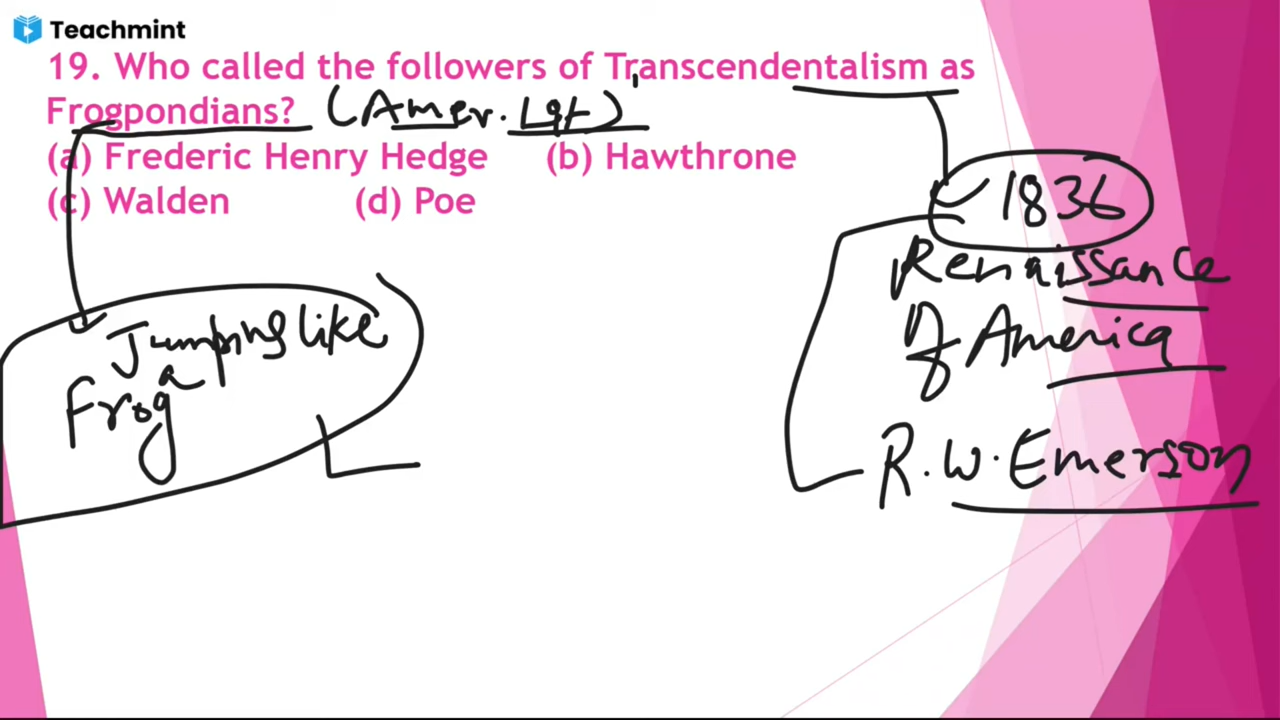 Teachmint
19. Who called the followers of Transcendentalism as
Frogpondians? (Amer. Lit)
(a) Frederic Henry Hedge (b) Hawthrone
(c) Walden (d) Poe
1836
Renaissance
Of America
R. W. Emerson
Jumping like
a
Frog